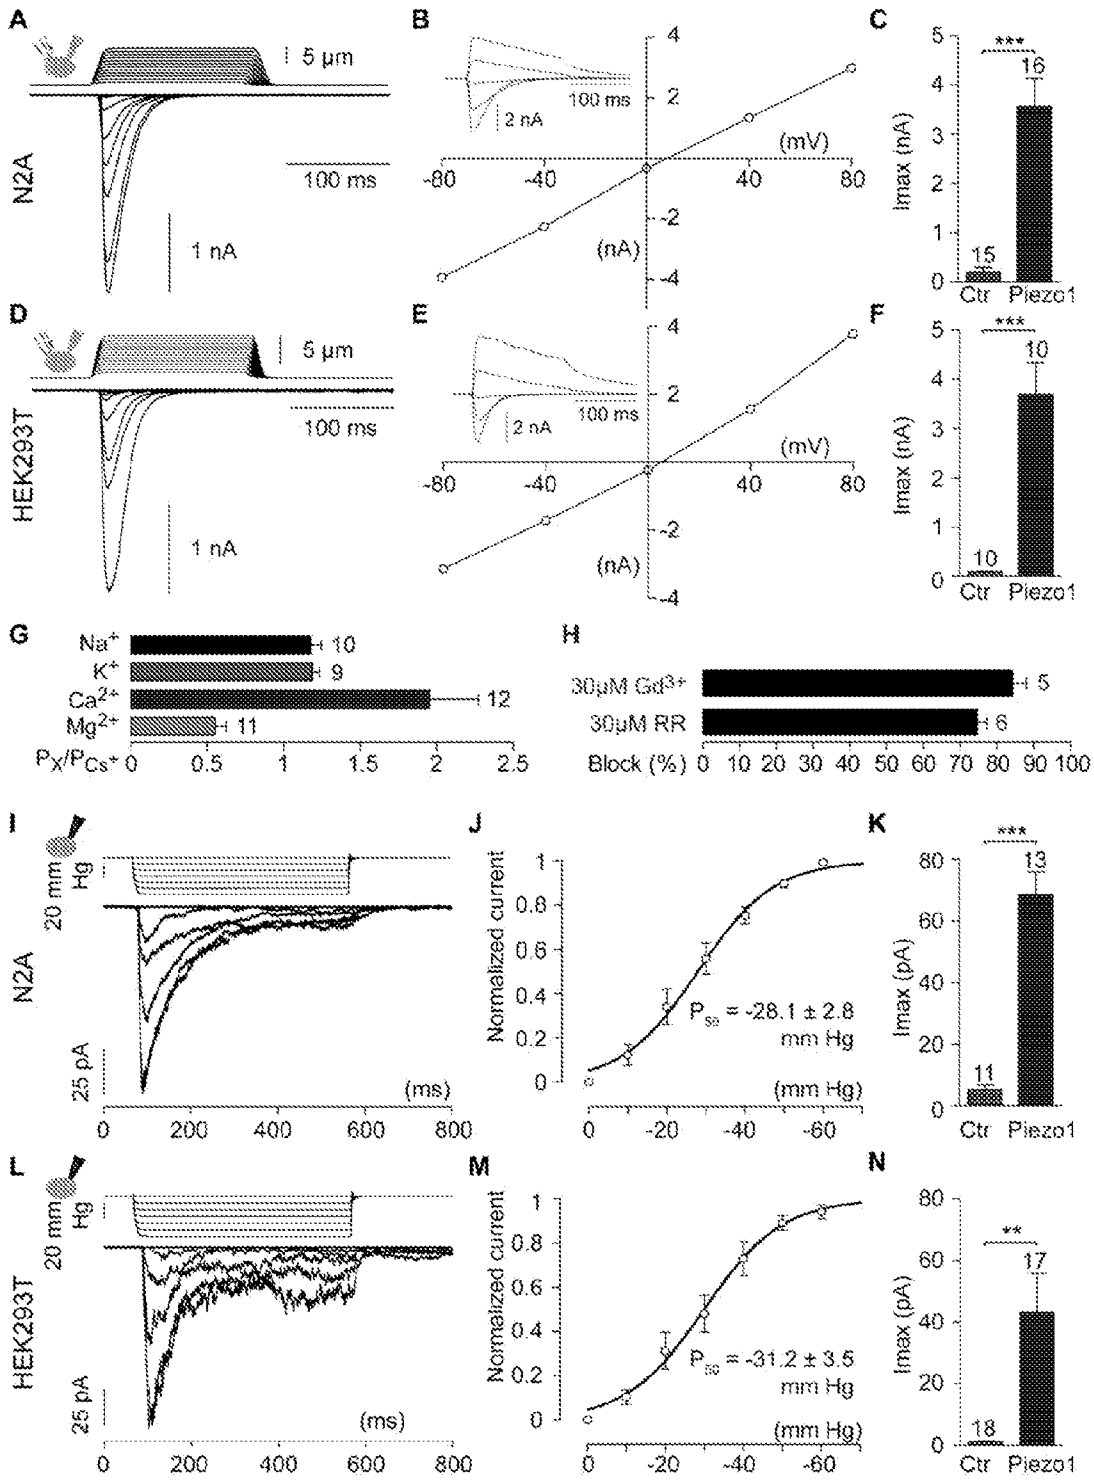 A
5 µm
N2A
100 ms
1 nA
B
4
100 ms
2
2 nA
(mV)
-80
-40
40
80
-2
(nA)
-4
C
5
***
16
4
Imax (nA)
3
2
1
15
0
Ctr
Piezo1
D
5 µm
HEK293T
100 ms
1 nA
E
4
2
100 ms
2 nA
(mV)
-80
-40
40
80
-2
(nA)
-4
F
5
***
10
4
Imax (nA)
3
2
1
10
0
Ctr
Piezo1
G
Na+
10
K+
9
Ca2+
12
Mg2+
11
PX/PCs+
0
0.5
1
1.5
2
2.5
H
30µM Gd3+
5
30µM RR
6
Block (%)
0
10
20
30
40
50
60
70
80
90
100
I
20 mm
Hg
N2A
25 pA
(ms)
0
200
400
600
800
J
Normalized current
1
0.8
0.6
0.4
0.2
0
P50 = -28.1 ± 2.8
mm Hg
(mm Hg)
0
-20
-40
-60
K
***
13
80
60
Imax (pA)
40
20
11
0
Ctr
Piezo1
L
20 mm
Hg
HEK293T
25 pA
(ms)
0
200
400
600
800
M
Normalized current
1
0.8
0.6
0.4
0.2
0
P50 = -31.2 ± 3.5
mm Hg
(mm Hg)
0
-20
-40
-60
N
80
**
17
60
Imax (pA)
40
20
18
0
Ctr
Piezo1